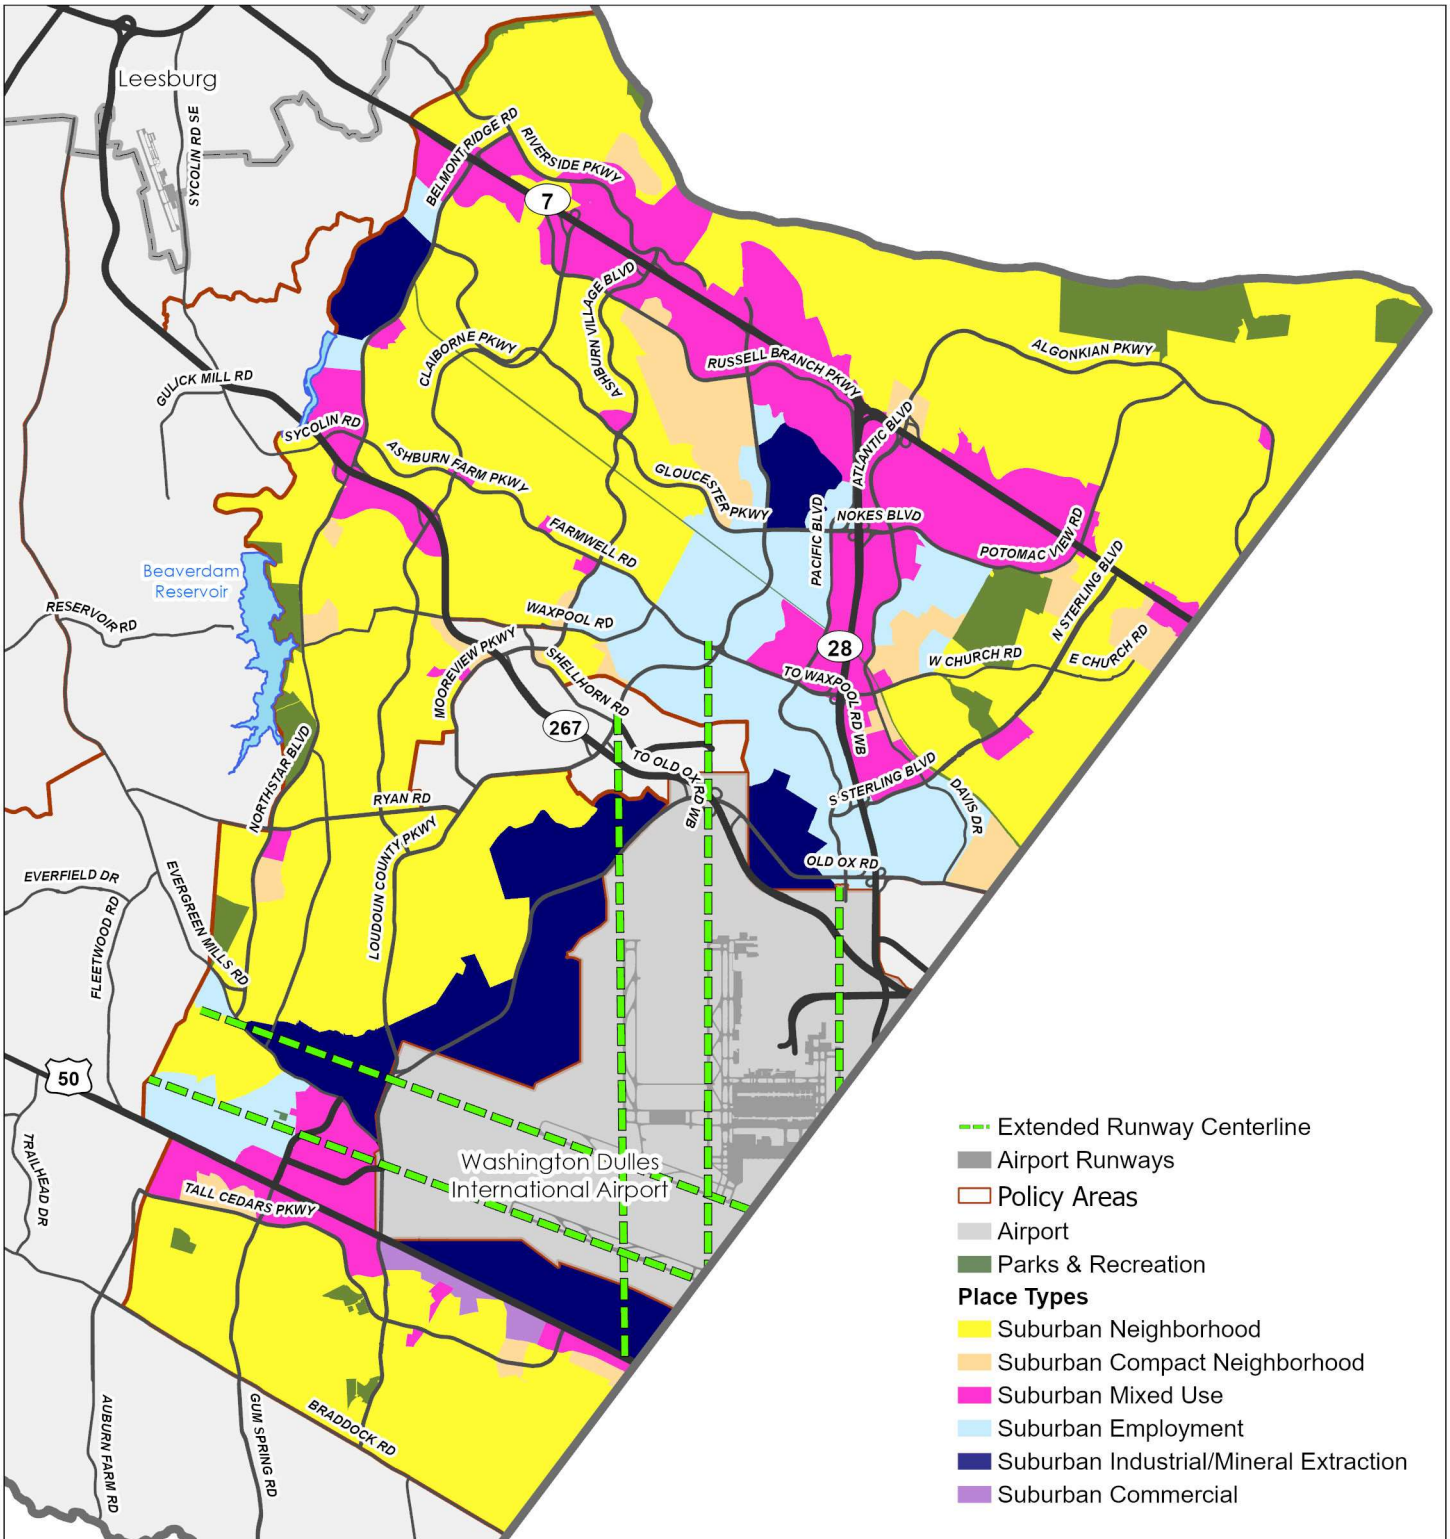 Leesburg
SYCOLIN RD SE
BELMONT RIDGE RD
RIVERSIDE PKWY
7
ASHBURN VILLAGE BLVD
CLAIBORNE PKWY
RUSSELL BRANCH PKWY
ALGONKIAN PKWY
GULICK MILL RD
SYCOLIN RD
ASHBURN FARM PKWY
GLOUCESTER PKWY
ATLANTIC BLVD
PACIFIC BLVD
NOKES BLVD
POTOMAC VIEW RD
FARMWELL RD
N STERLING BLVD
Beaverdam
Reservoir
RESERVOIR RD
WAXPOOL RD
MOOREVIEW PKWY
SHELLHORN RD
28
W CHURCH RD
E CHURCH RD
TO WAXPOOL RD WB
267
TO OLD OX RD WB
NORTHSTAR BLVD
RYAN RD
LOUDOUN COUNTY PKWY
S STERLING BLVD
DAVIS DR
OLD OX RD
EVERFIELD DR
FLEETWOOD RD
EVERGREEN MILLS RD
50
TRAILHEAD DR
TALL CEDARS PKWY
Washington Dulles
International Airport
AUBURN FARM RD
GUM SPRING RD
BRADDOCK RD
Extended Runway Centerline
Airport Runways
Policy Areas
Airport
Parks & Recreation
Place Types
Suburban Neighborhood
Suburban Compact Neighborhood
Suburban Mixed Use
Suburban Employment
Suburban Industrial/Mineral Extraction
Suburban Commercial